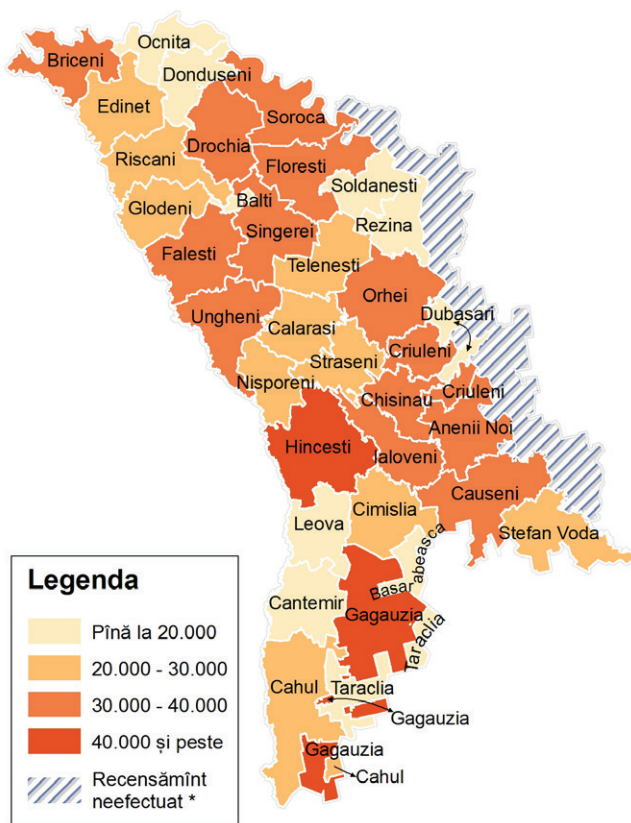 Ocnita
Briceni
Donduseni
Edinet
Soroca
Drochia
Riscani
Floresti
Soldanesti
Balti
Glodeni
Rezina
Singerei
Falesti
Telenesti
Orhei
Ungheni
Dubasari
Calarasi
Criuleni
Straseni
Nisporeni
Chisinau
Criuleni
Anenii Noi
Hincesti
Ialoveni
Causeni
Leova
Cimislia
Stefan Voda
Basarabeasca
Cantemir
Gagauzia
Taraclia
Cahul
Taraclia
Gagauzia
Gagauzia
Cahul
Legenda
Pînă la 20.000
20.000 - 30.000
30.000 - 40.000
40.000 și peste
Recensămînt
neefectuat *